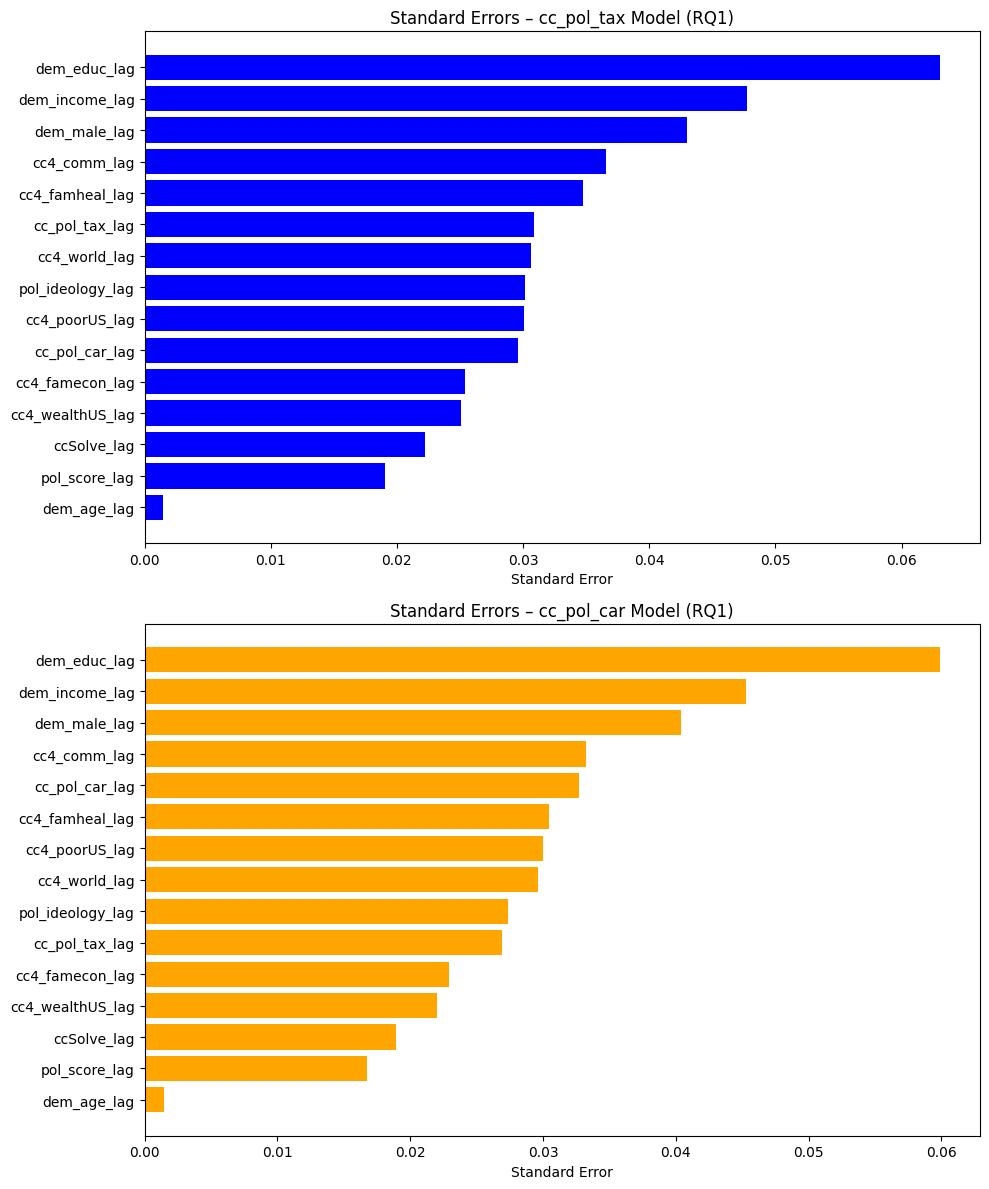 Standard Errors – cc_pol_tax Model (RQ1)
dem_educ_lag
dem_income_lag
dem_male_lag
cc4_comm_lag
cc4_famheal_lag
cc_pol_tax_lag
cc4_world_lag
pol_ideology_lag
cc4_poorUS_lag
cc_pol_car_lag
cc4_famecon_lag
cc4_wealthUS_lag
ccSolve_lag
pol_score_lag
dem_age_lag
0.00 0.01 0.02 0.03 0.04 0.05 0.06
Standard Error
Standard Errors – cc_pol_car Model (RQ1)
dem_educ_lag
dem_income_lag
dem_male_lag
cc4_comm_lag
cc_pol_car_lag
cc4_famheal_lag
cc4_poorUS_lag
cc4_world_lag
pol_ideology_lag
cc_pol_tax_lag
cc4_famecon_lag
cc4_wealthUS_lag
ccSolve_lag
pol_score_lag
dem_age_lag
0.00 0.01 0.02 0.03 0.04 0.05 0.06
Standard Error